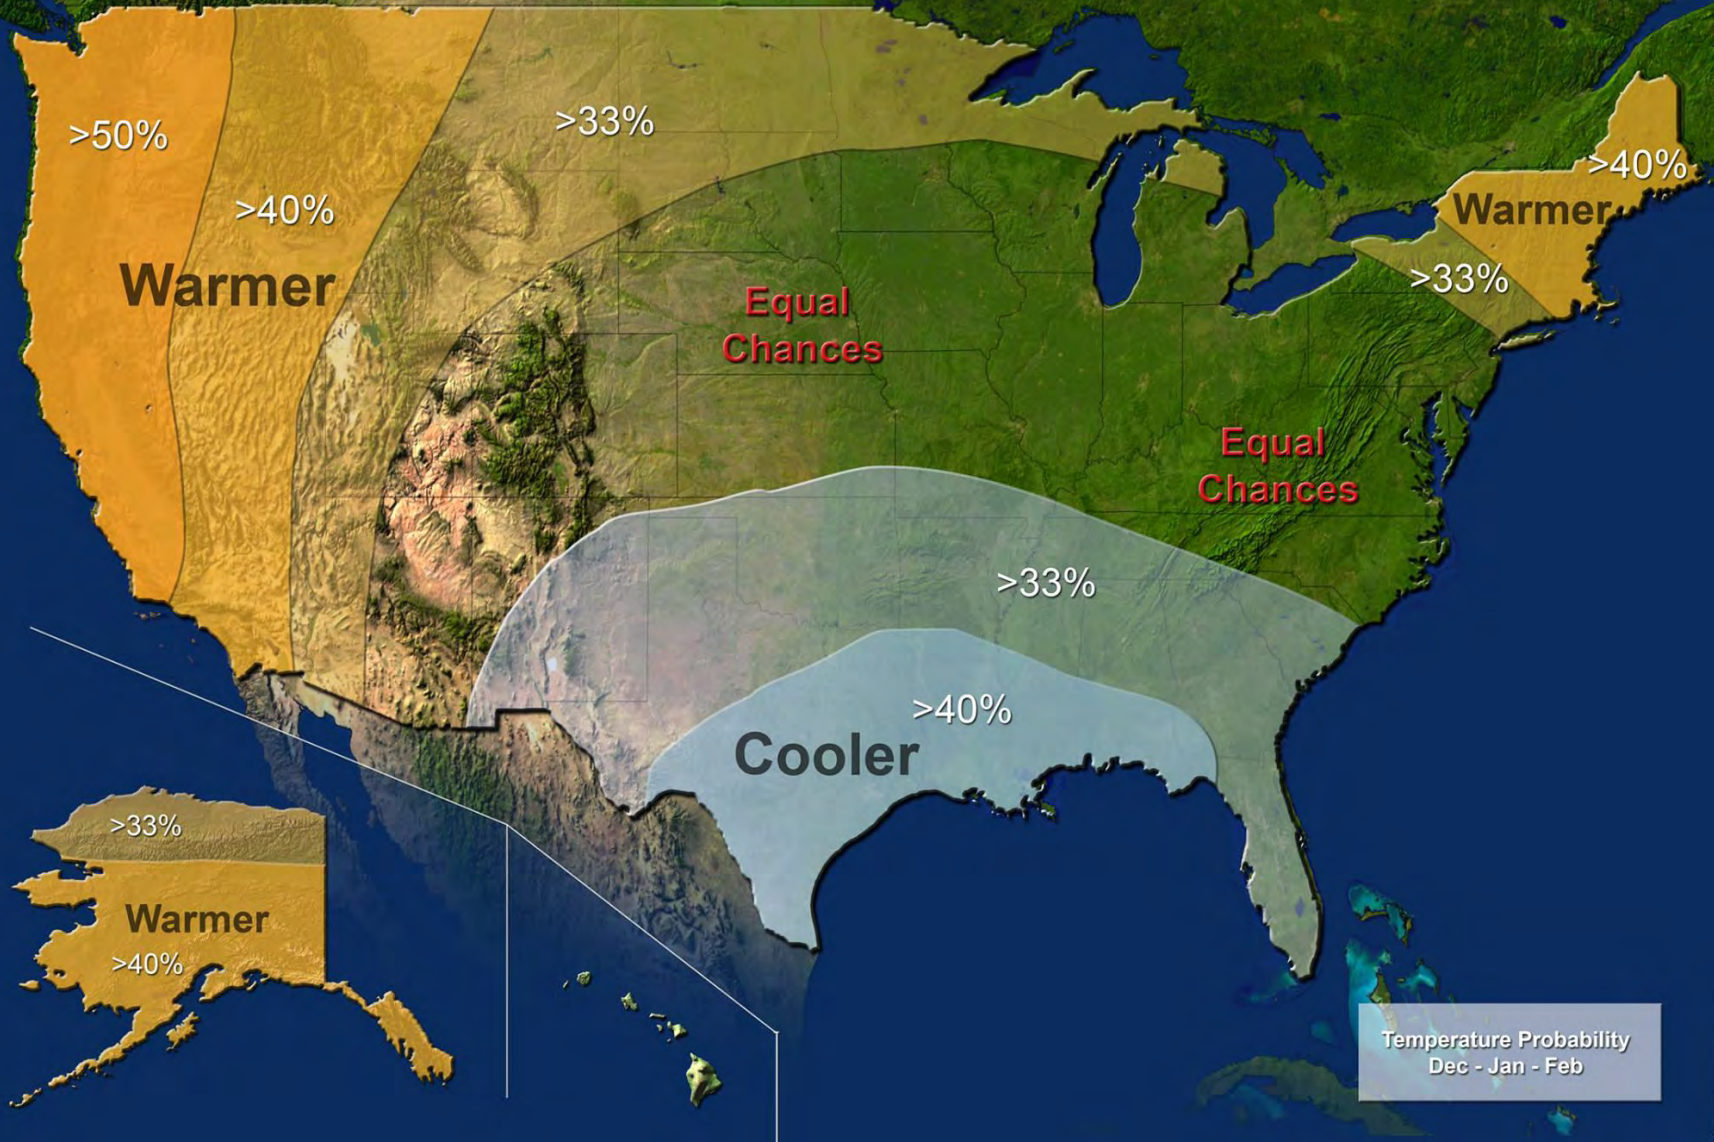 >50%
>33%
>40%
>40%
Warmer
>33%
Warmer
Equal
Chances
Equal
Chances
>33%
>40%
Cooler
>33%
Warmer
>40%
Temperature Probability
Dec - Jan - Feb